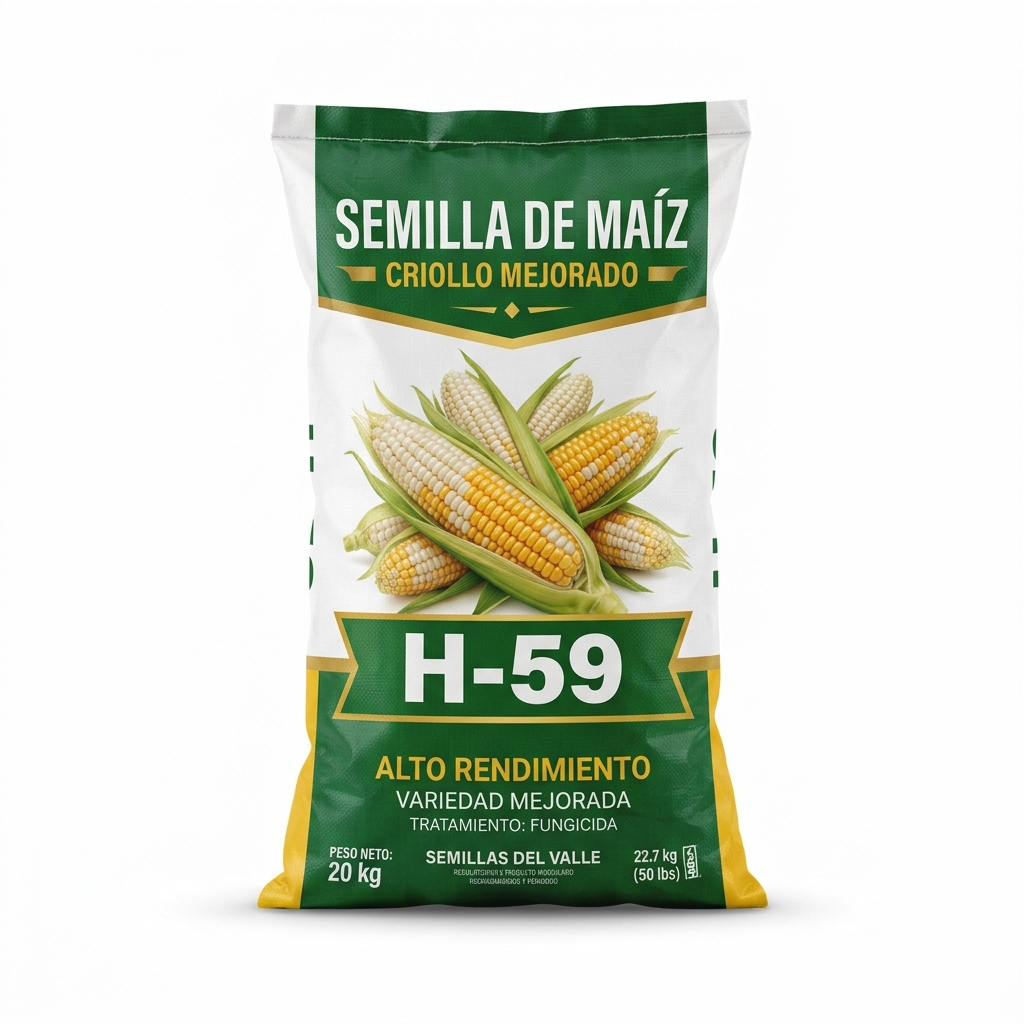 SEMILLA DE MAÍZ
CRIOLLO MEJORADO
H-59
ALTO RENDIMIENTO
VARIEDAD MEJORADA
TRATAMIENTO: FUNGICIDA
PESO NETO:
20 kg
SEMILLAS DEL VALLE
22.7 kg
(50 lbs)